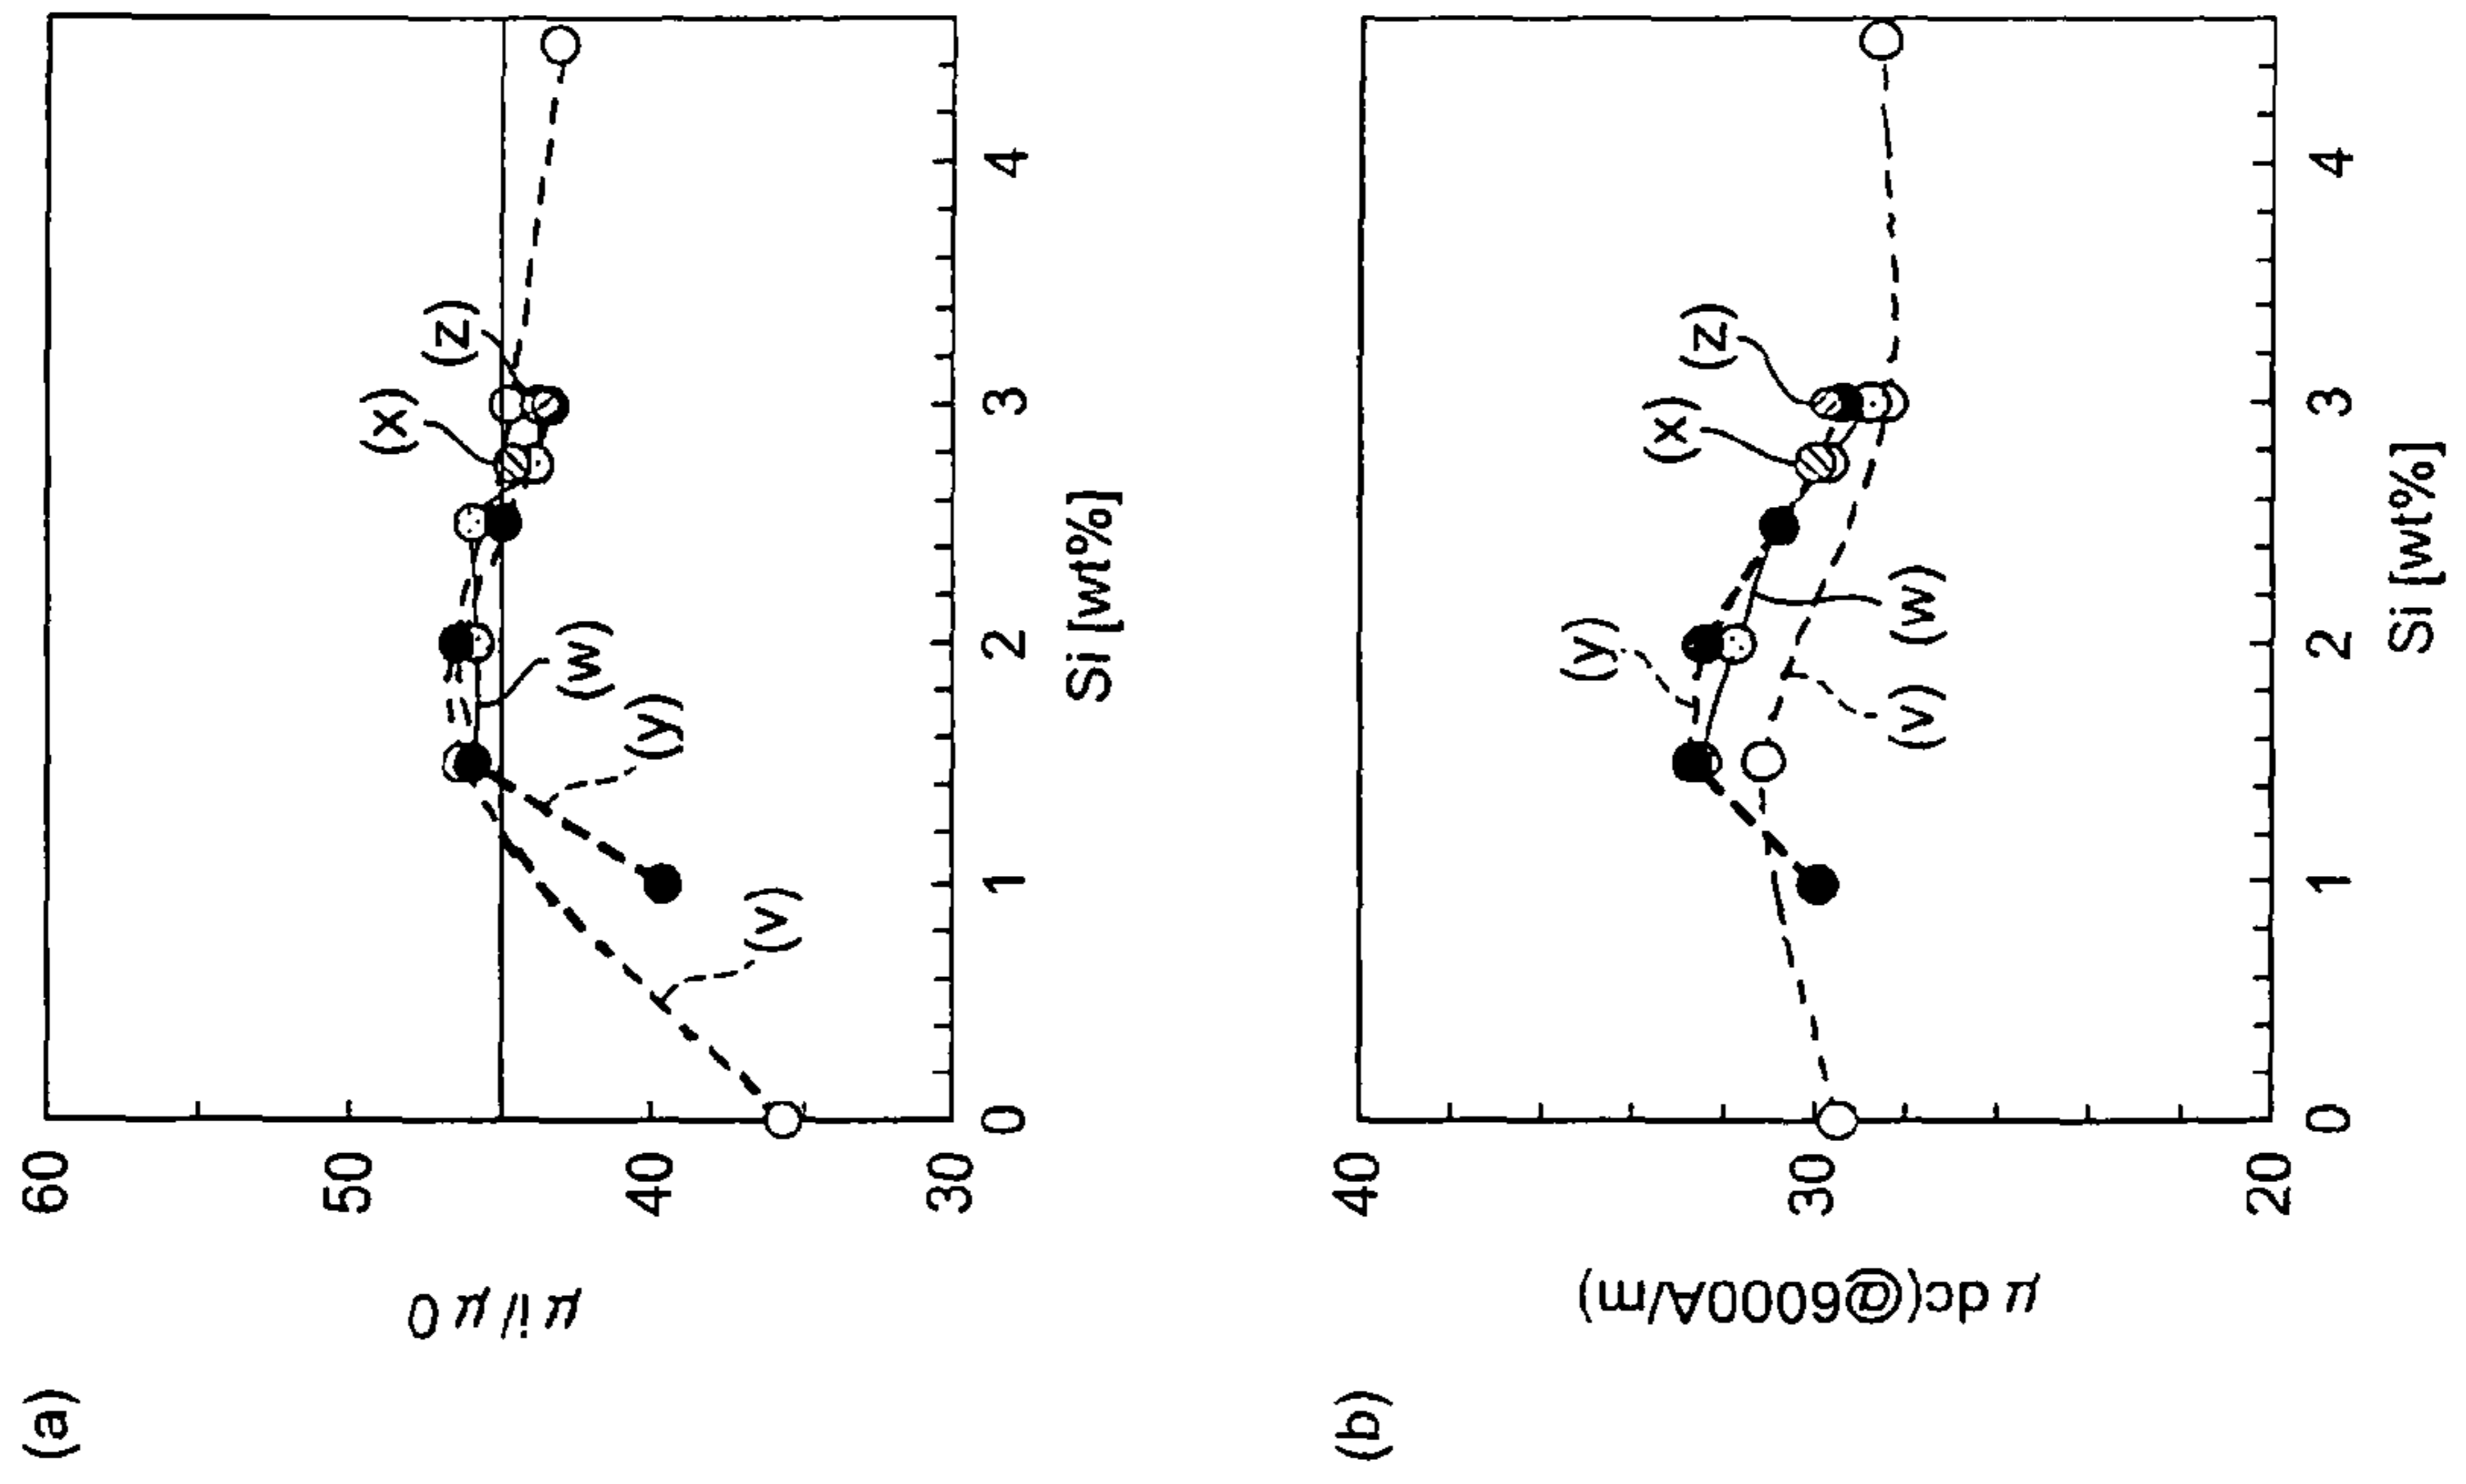 (a)
μi/μ0
60
50
40
30
(x)
(z)
(w)
(y)
(v)
0
1
2
3
4
Si [wt%]
(b)
μdc(@6000A/m)
40
30
20
(y)
(x)
(z)
(v)
(w)
0
1
2
3
4
Si [wt%]